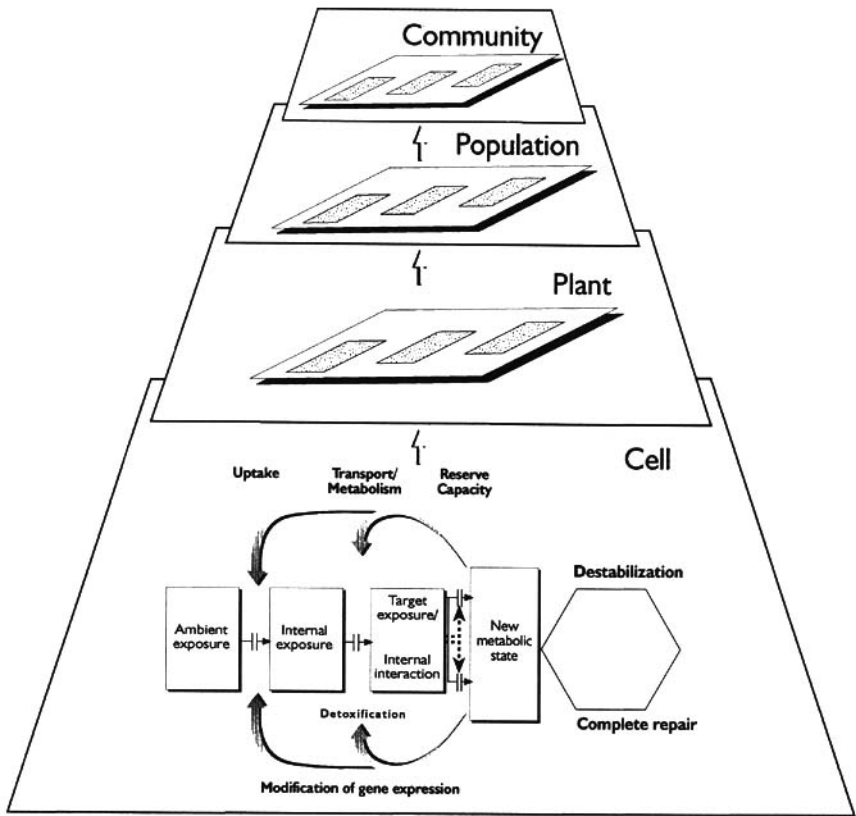 Community
Population
Plant
Cell
Uptake
Transport/
Metabolism
Reserve
Capacity
Destabilization
Ambient
exposure
Internal
exposure
Target
exposure/
Internal
interaction
New
metabolic
state
Detoxification
Complete repair
Modification of gene expression